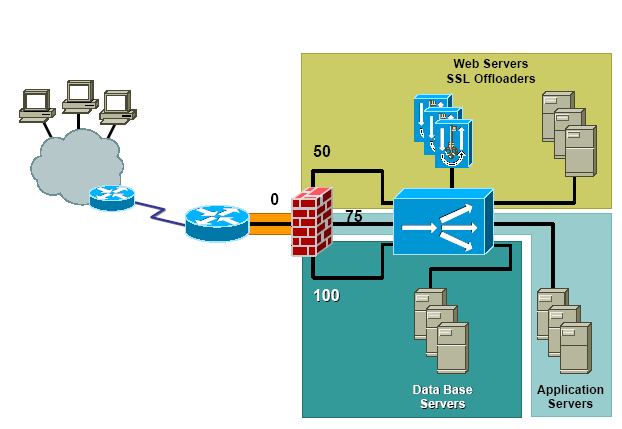 Web Servers
SSL Offloaders
50
0
75
100
Data Base
Servers
Application
Servers